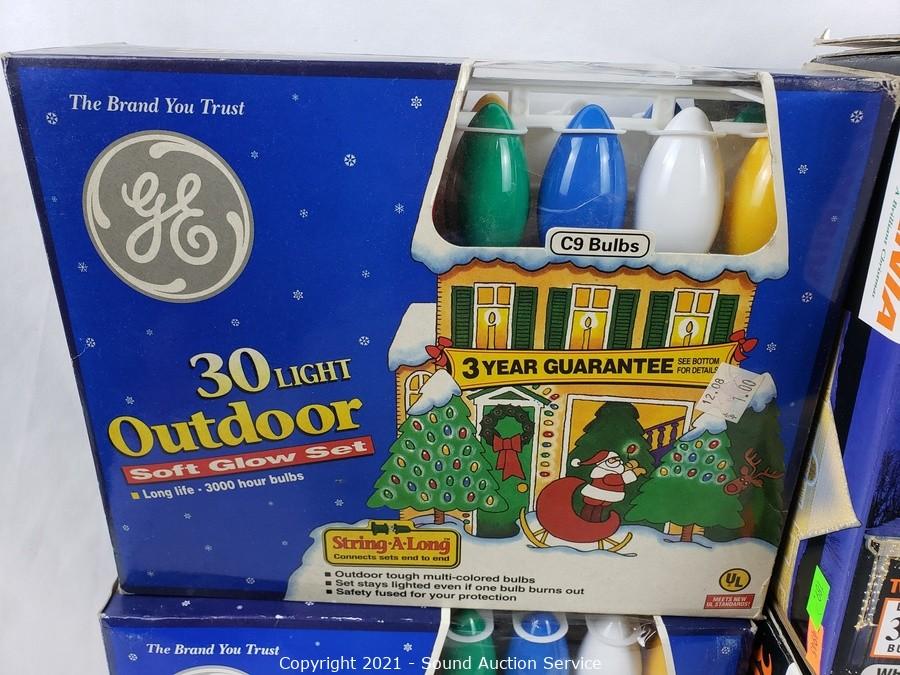 The Brand You Trust
GE
C9 Bulbs
3 YEAR GUARANTEE SEE BOTTOM
FOR DETAILS
12.08
1.00
30 LIGHT
Outdoor
Soft Glow Set
Long life - 3000 hour bulbs
String-A-Long
Connects sets end to end
Outdoor tough multi-colored bulbs
Set stays lighted even if one bulb burns out
Safety fused for your protection
UL
MEETS NEW
UL STANDARDS!
A Brilliant Christmas
The Brand You Trust
Copyright 2021 - Sound Auction Service